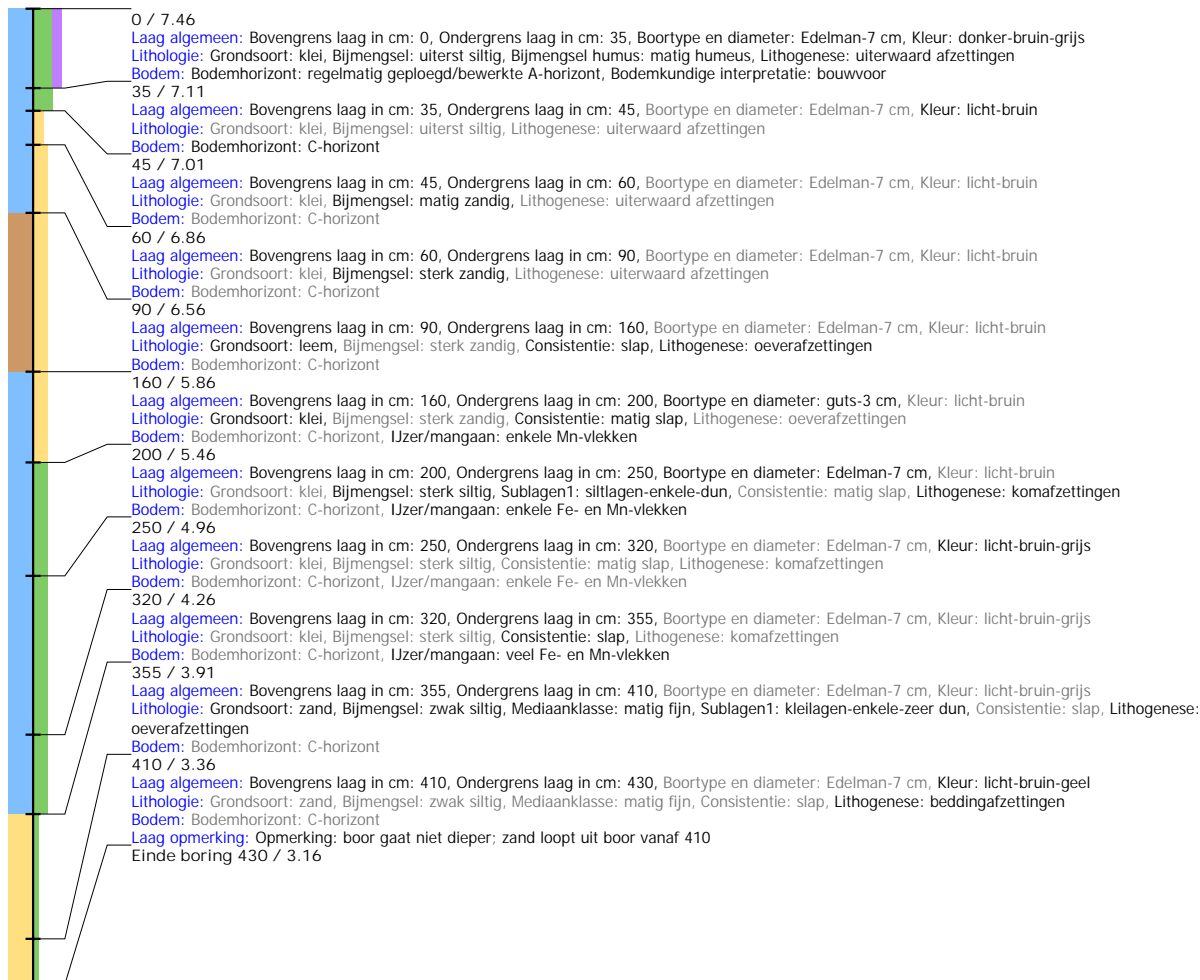 0 / 7.46
Laag algemeen: Bovengrens laag in cm: 0, Ondergrens laag in cm: 35, Boortype en diameter: Edelman-7 cm, Kleur: donker-bruin-grijs
Lithologie: Grondsoort: klei, Bijmengsel: uiterst siltig, Bijmengsel humus: matig humeus, Lithogenese: uiterwaard afzettingen
Bodem: Bodemhorizont: regelmatig geploegd/bewerkte A-horizont, Bodemkundige interpretatie: bouwvoor
35 / 7.11
Laag algemeen: Bovengrens laag in cm: 35, Ondergrens laag in cm: 45, Boortype en diameter: Edelman-7 cm, Kleur: licht-bruin
Lithologie: Grondsoort: klei, Bijmengsel: uiterst siltig, Lithogenese: uiterwaard afzettingen
Bodem: Bodemhorizont: C-horizont
45 / 7.01
Laag algemeen: Bovengrens laag in cm: 45, Ondergrens laag in cm: 60, Boortype en diameter: Edelman-7 cm, Kleur: licht-bruin
Lithologie: Grondsoort: klei, Bijmengsel: matig zandig, Lithogenese: uiterwaard afzettingen
Bodem: Bodemhorizont: C-horizont
60 / 6.86
Laag algemeen: Bovengrens laag in cm: 60, Ondergrens laag in cm: 90, Boortype en diameter: Edelman-7 cm, Kleur: licht-bruin
Lithologie: Grondsoort: klei, Bijmengsel: sterk zandig, Lithogenese: uiterwaard afzettingen
Bodem: Bodemhorizont: C-horizont
90 / 6.56
Laag algemeen: Bovengrens laag in cm: 90, Ondergrens laag in cm: 160, Boortype en diameter: Edelman-7 cm, Kleur: licht-bruin
Lithologie: Grondsoort: leem, Bijmengsel: sterk zandig, Consistentie: slap, Lithogenese: oeverafzettingen
Bodem: Bodemhorizont: C-horizont
160 / 5.86
Laag algemeen: Bovengrens laag in cm: 160, Ondergrens laag in cm: 200, Boortype en diameter: guts-3 cm, Kleur: licht-bruin
Lithologie: Grondsoort: klei, Bijmengsel: sterk zandig, Consistentie: matig slap, Lithogenese: oeverafzettingen
Bodem: Bodemhorizont: C-horizont, IJzer/mangaan: enkele Mn-vlekken
200 / 5.46
Laag algemeen: Bovengrens laag in cm: 200, Ondergrens laag in cm: 250, Boortype en diameter: Edelman-7 cm, Kleur: licht-bruin
Lithologie: Grondsoort: klei, Bijmengsel: sterk siltig, Sublagen1: siltlagen-enkele-dun, Consistentie: matig slap, Lithogenese: komafzettingen
Bodem: Bodemhorizont: C-horizont, IJzer/mangaan: enkele Fe- en Mn-vlekken
250 / 4.96
Laag algemeen: Bovengrens laag in cm: 250, Ondergrens laag in cm: 320, Boortype en diameter: Edelman-7 cm, Kleur: licht-bruin-grijs
Lithologie: Grondsoort: klei, Bijmengsel: sterk siltig, Consistentie: matig slap, Lithogenese: komafzettingen
Bodem: Bodemhorizont: C-horizont, IJzer/mangaan: enkele Fe- en Mn-vlekken
320 / 4.26
Laag algemeen: Bovengrens laag in cm: 320, Ondergrens laag in cm: 355, Boortype en diameter: Edelman-7 cm, Kleur: licht-bruin-grijs
Lithologie: Grondsoort: klei, Bijmengsel: sterk siltig, Consistentie: slap, Lithogenese: komafzettingen
Bodem: Bodemhorizont: C-horizont, IJzer/mangaan: veel Fe- en Mn-vlekken
355 / 3.91
Laag algemeen: Bovengrens laag in cm: 355, Ondergrens laag in cm: 410, Boortype en diameter: Edelman-7 cm, Kleur: licht-bruin-grijs
Lithologie: Grondsoort: zand, Bijmengsel: zwak siltig, Mediaanklasse: matig fijn, Sublagen1: kleilagen-enkele-zeer dun, Consistentie: slap, Lithogenese:
oeverafzettingen
Bodem: Bodemhorizont: C-horizont
410 / 3.36
Laag algemeen: Bovengrens laag in cm: 410, Ondergrens laag in cm: 430, Boortype en diameter: Edelman-7 cm, Kleur: licht-bruin-geel
Lithologie: Grondsoort: zand, Bijmengsel: zwak siltig, Mediaanklasse: matig fijn, Consistentie: slap, Lithogenese: beddingafzettingen
Bodem: Bodemhorizont: C-horizont
Laag opmerking: Opmerking: boor gaat niet dieper; zand loopt uit boor vanaf 410
Einde boring 430 / 3.16